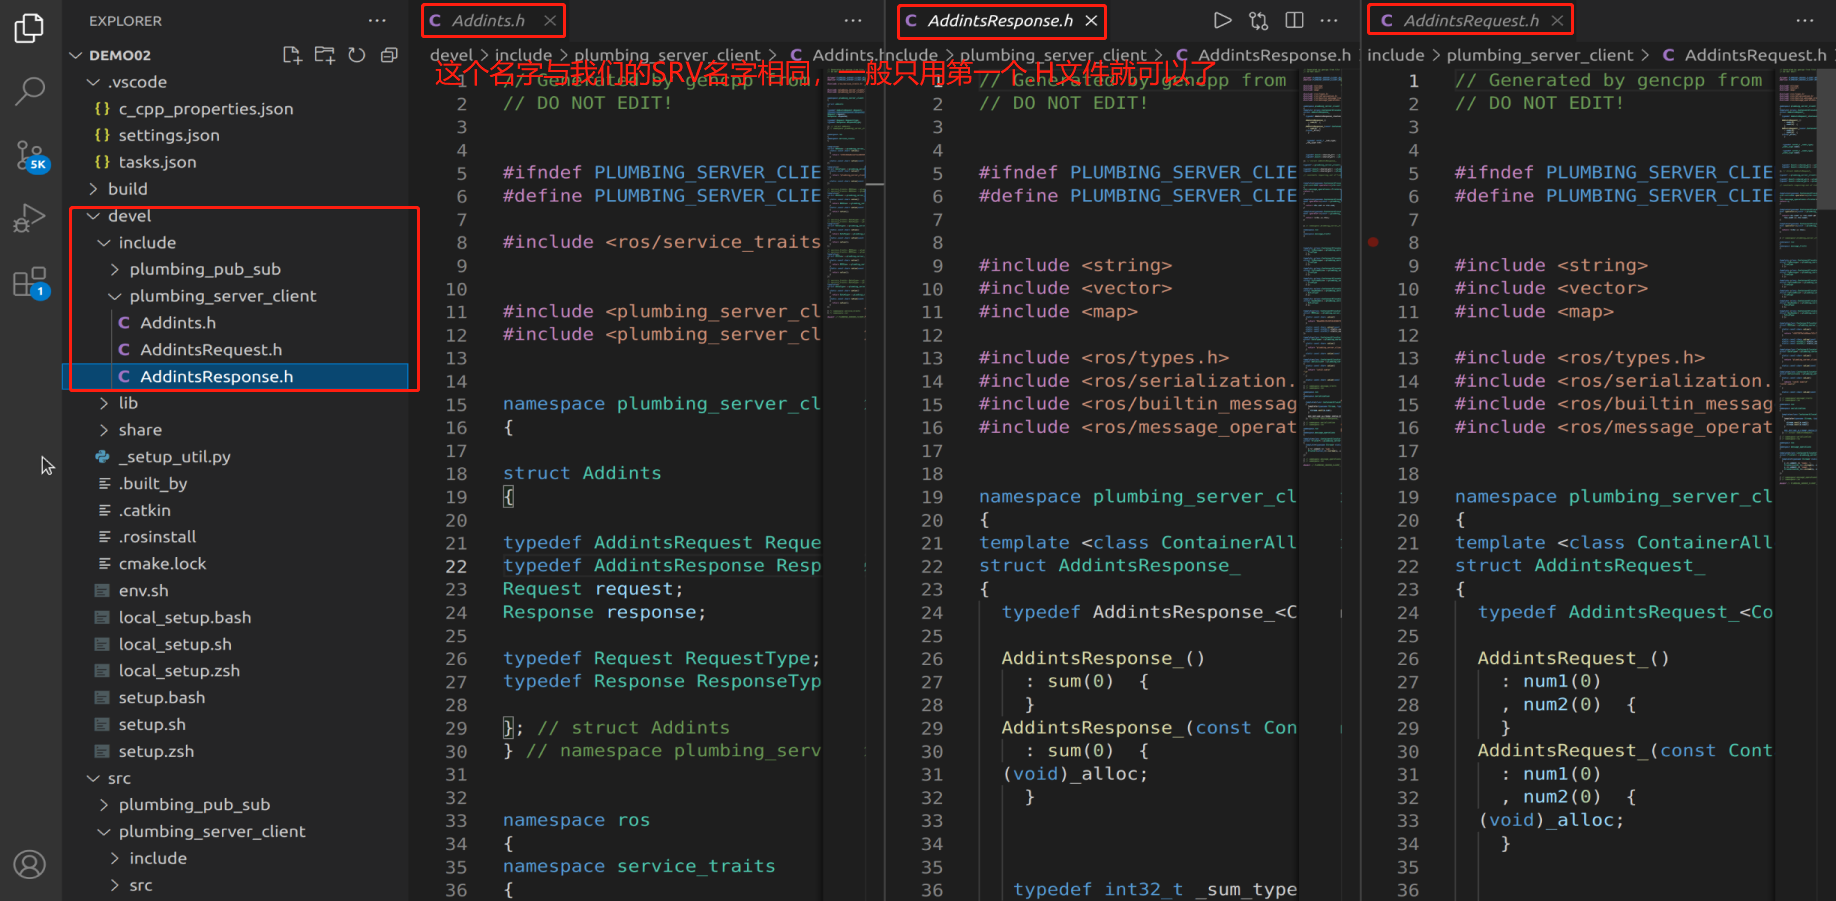 EXPLORER
DEMO02
.vscode
{} c_cpp_properties.json
{} settings.json
{} tasks.json
build
devel
include
plumbing_pub_sub
plumbing_server_client
C Addints.h
C AddintsRequest.h
C AddintsResponse.h
lib
share
_setup_util.py
.built_by
.catkin
.rosinstall
cmake.lock
env.sh
local_setup.bash
local_setup.sh
local_setup.zsh
setup.bash
setup.sh
setup.zsh
src
plumbing_pub_sub
plumbing_server_client
include
src
5K
1
C Addints.h
devel > include > plumbing_server_client > C Addints.h
这个名字与我们的SRV名字相同，一般只用第一个 H文件就可以了
1 // Generated by gencpp from
2 // DO NOT EDIT!
3
4
5 #ifndef PLUMBING_SERVER_CLIE
6 #define PLUMBING_SERVER_CLIE
7
8 #include <ros/service_traits
9
10
11 #include <plumbing_server_cl
12 #include <plumbing_server_cl
13
14
15 namespace plumbing_server_cl
16 {
17
18 struct Addints
19 {
20
21 typedef AddintsRequest Reque
22 typedef AddintsResponse Resp
23 Request request;
24 Response response;
25
26 typedef Request RequestType;
27 typedef Response ResponseTyp
28
29 }; // struct Addints
30 } // namespace plumbing_serv
31
32
33 namespace ros
34 {
35 namespace service_traits
36 {
C AddintsResponse.h
include > plumbing_server_client > C AddintsResponse.h
1 // Generated by gencpp from
2 // DO NOT EDIT!
3
4
5 #ifndef PLUMBING_SERVER_CLIE
6 #define PLUMBING_SERVER_CLIE
7
8
9 #include <string>
10 #include <vector>
11 #include <map>
12
13 #include <ros/types.h>
14 #include <ros/serialization.
15 #include <ros/builtin_messag
16 #include <ros/message_operat
17
18
19 namespace plumbing_server_cl
20 {
21 template <class ContainerAll
22 struct AddintsResponse_
23 {
24 typedef AddintsResponse_<C
25
26 AddintsResponse_()
27 : sum(0) {
28 }
29 AddintsResponse_(const Con
30 : sum(0) {
31 (void)_alloc;
32 }
33
34
35
36 typedef int32_t _sum_type
C AddintsRequest.h
include > plumbing_server_client > C AddintsRequest.h
1 // Generated by gencpp from
2 // DO NOT EDIT!
3
4
5 #ifndef PLUMBING_SERVER_CLIE
6 #define PLUMBING_SERVER_CLIE
7
8
9 #include <string>
10 #include <vector>
11 #include <map>
12
13 #include <ros/types.h>
14 #include <ros/serialization.
15 #include <ros/builtin_messag
16 #include <ros/message_operat
17
18
19 namespace plumbing_server_cl
20 {
21 template <class ContainerAll
22 struct AddintsRequest_
23 {
24 typedef AddintsRequest_<Co
25
26 AddintsRequest_()
27 : num1(0)
28 , num2(0) {
29 }
30 AddintsRequest_(const Cont
31 : num1(0)
32 , num2(0) {
33 (void)_alloc;
34 }
35
36